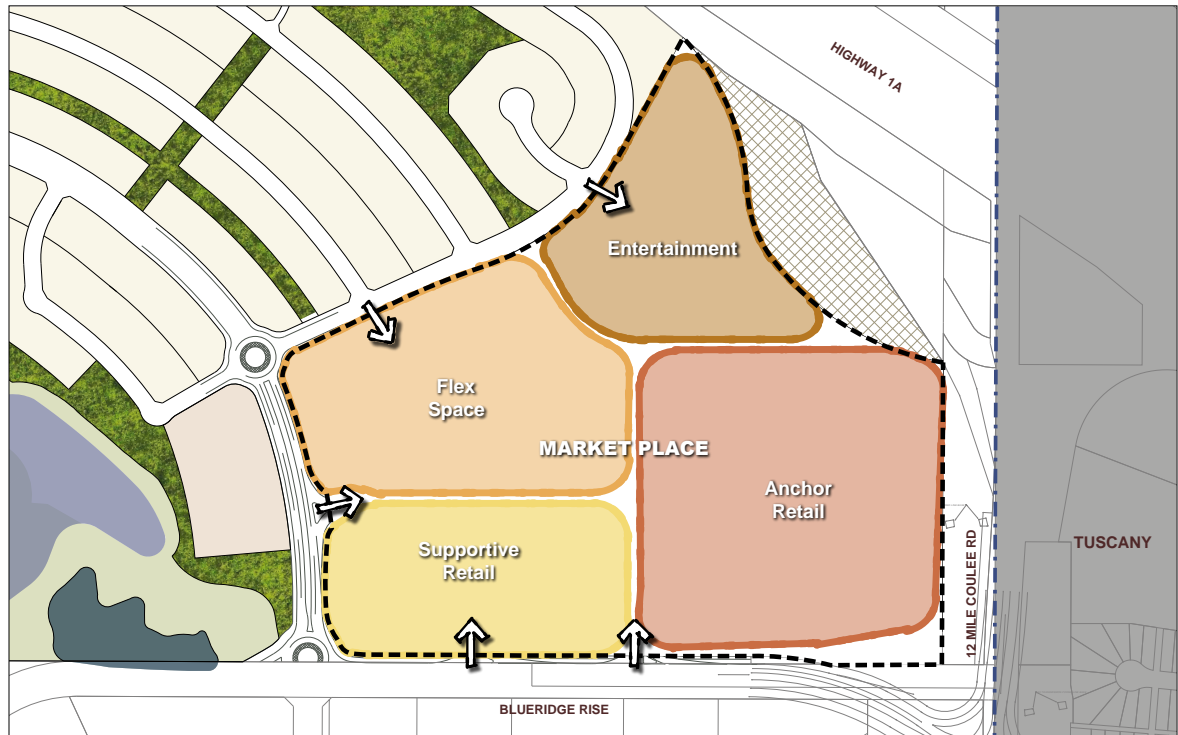 HIGHWAY 1A
Entertainment
Flex
Space
MARKET PLACE
Anchor
Retail
Supportive
Retail
12 MILE COULEE RD
TUSCANY
BLUERIDGE RISE